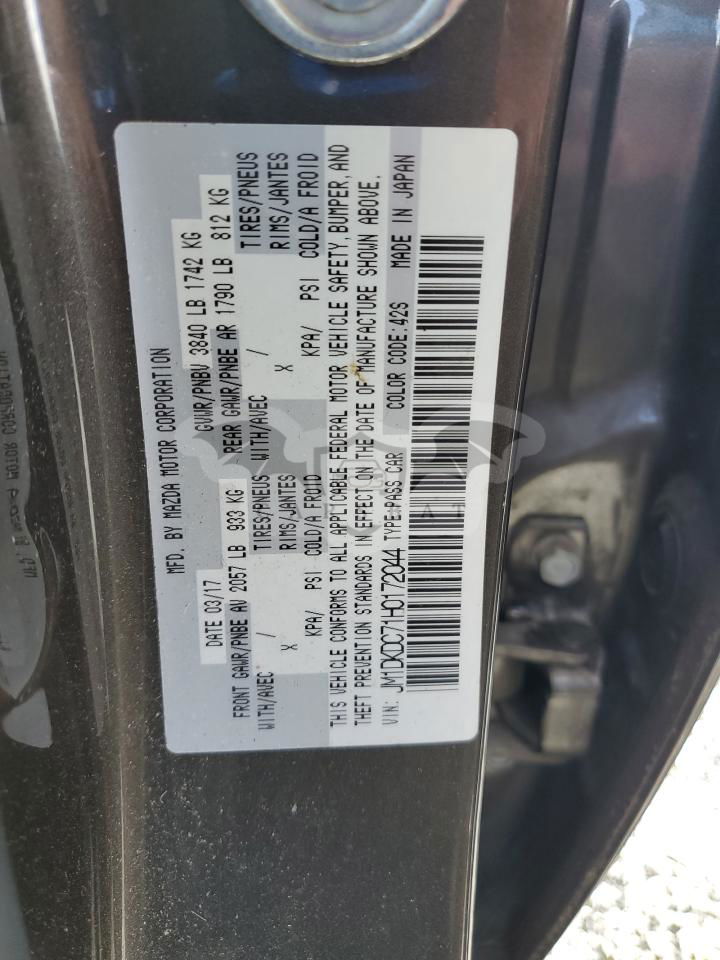 MFD. BY MAZDA MOTOR CORPORATION
DATE 03/17 GVWR/PNBV 3840 LB 1742 KG
FRONT GAWR/PNBE AV 2057 LB 933 KG REAR GAWR/PNBE AR 1790 LB 812 KG
WITH/AVEC TIRES/PNEUS WITH/AVEC TIRES/PNEUS
/ RIMS/JANTES / RIMS/JANTES
X X
KPA/ PSI COLD/A FROID KPA/ PSI COLD/A FROID
THIS VEHICLE CONFORMS TO ALL APPLICABLE FEDERAL MOTOR VEHICLE SAFETY, BUMPER, AND
THEFT PREVENTION STANDARDS IN EFFECT ON THE DATE OF MANUFACTURE SHOWN ABOVE.
VIN: JM1DKDC71H0172044 TYPE:PASS CAR COLOR CODE:42S MADE IN JAPAN